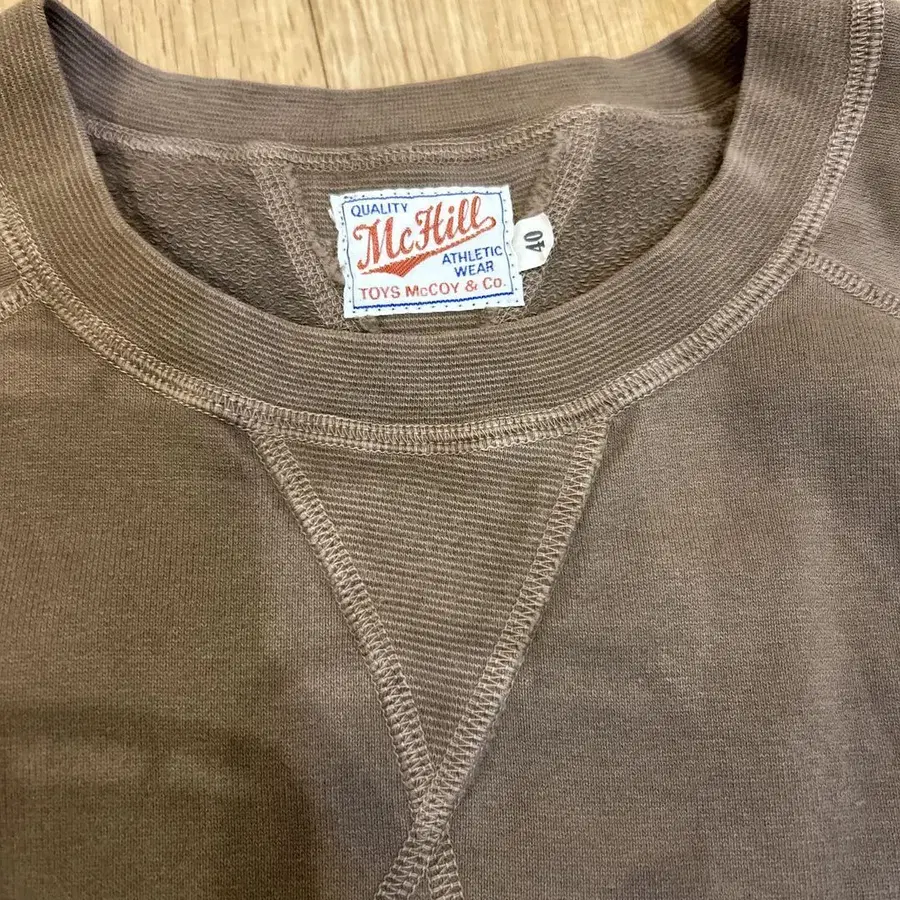 QUALITY
McHill
ATHLETIC
WEAR
TOYS McCOY & Co.
40